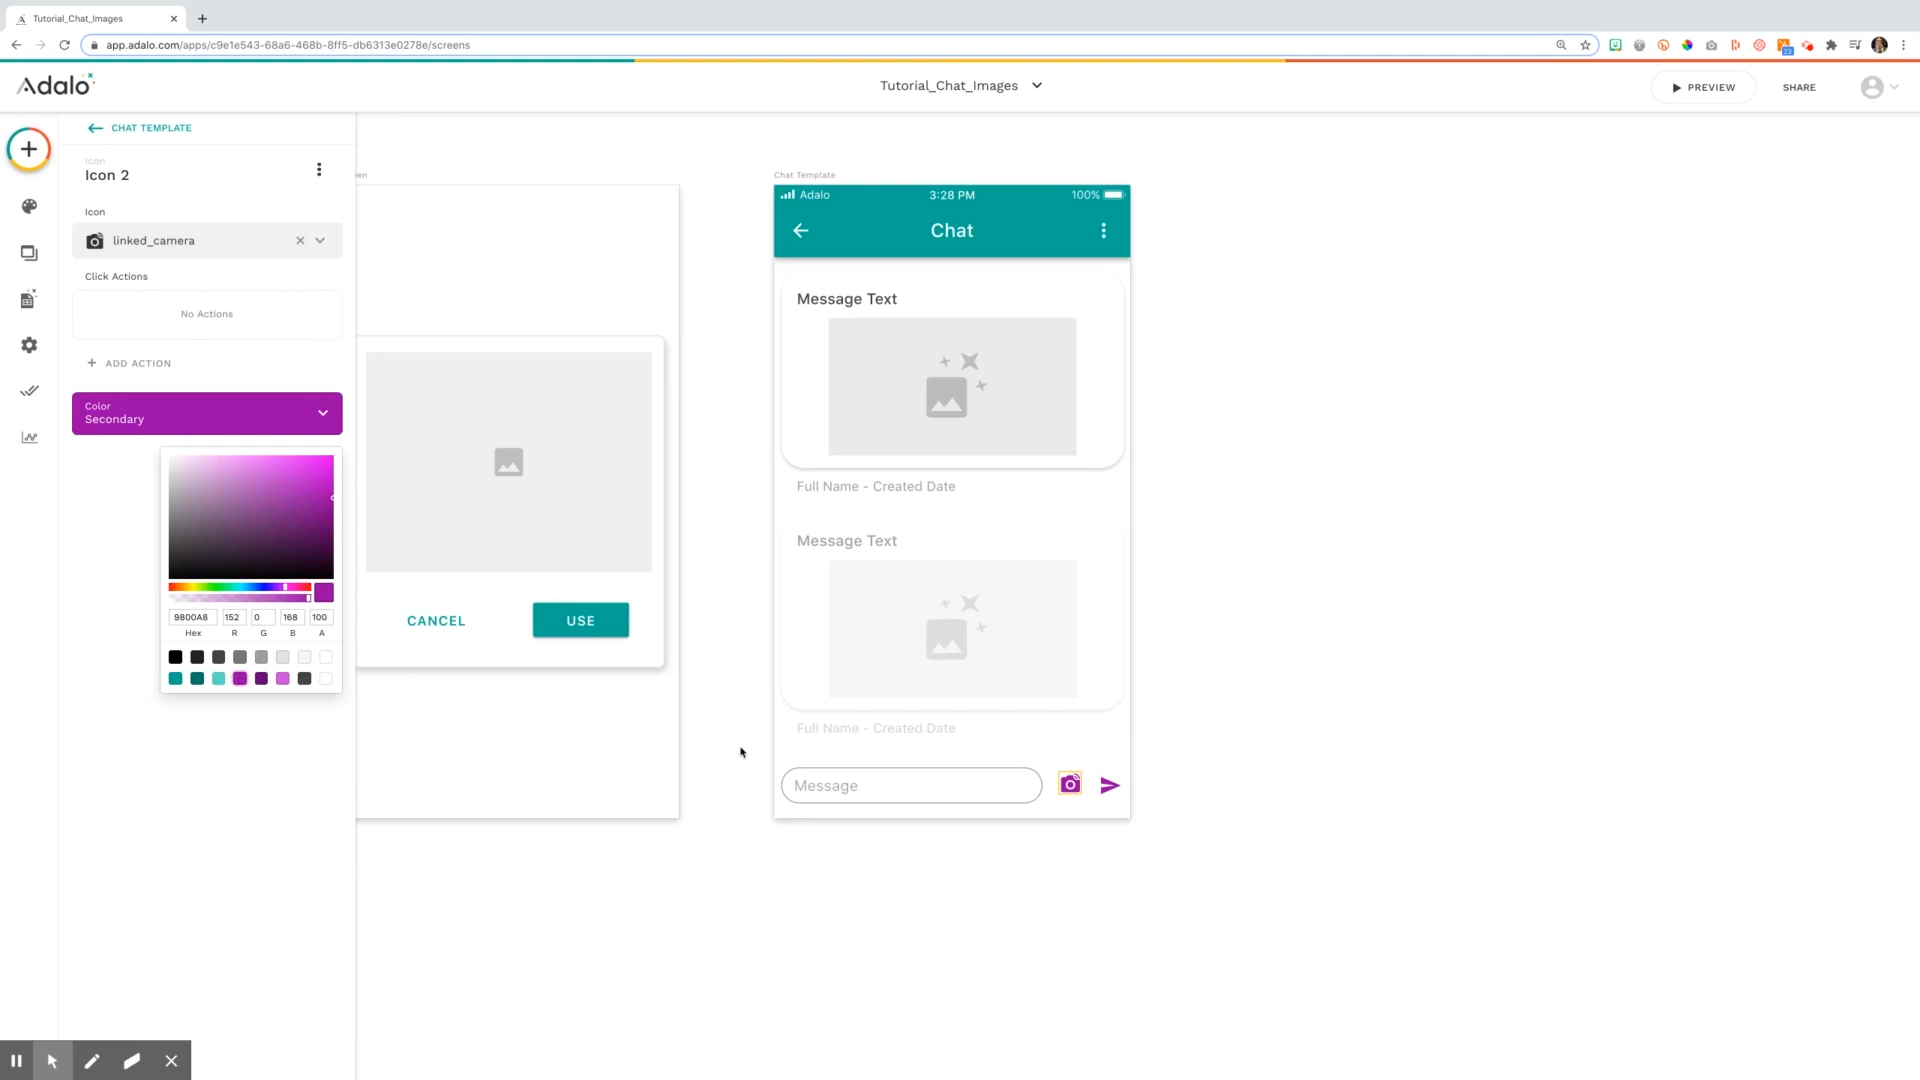 Tutorial_Chat_Images
app.adalo.com/apps/c9e1e543-68a6-468b-8ff5-db6313e0278e/screens
Adalo
Tutorial_Chat_Images
PREVIEW
SHARE
CHAT TEMPLATE
Icon
Icon 2
Icon
linked_camera
Click Actions
No Actions
ADD ACTION
Color
Secondary
9800A8 152 0 168 100
Hex R G B A
een
CANCEL
USE
Chat Template
Adalo 3:28 PM 100%
Chat
Message Text
Full Name - Created Date
Message Text
Full Name - Created Date
Message